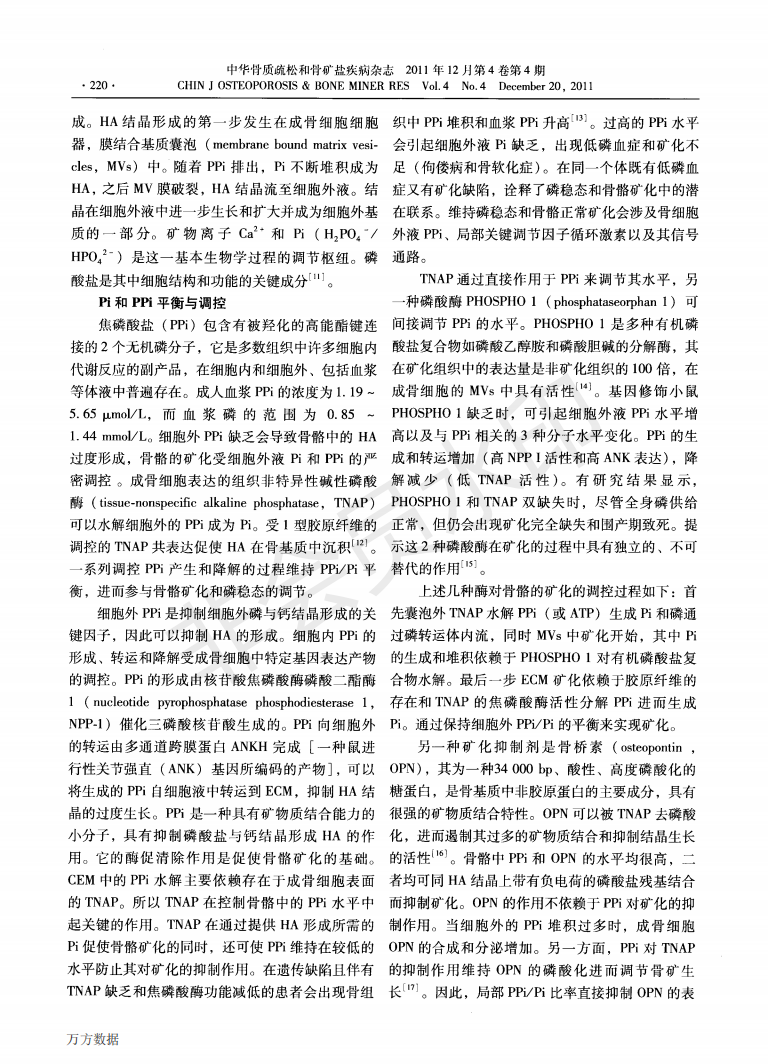 中华骨质疏松和骨矿盐疾病杂志 2011 年 12 月第 4 卷第 4 期
·220· CHIN J OSTEOPOROSIS & BONE MINER RES Vol. 4 No. 4 December 20, 2011
成。HA 结晶形成的第一步发生在成骨细胞细胞
器，膜结合基质囊泡（membrane bound matrix vesi-
cles，MVs）中。随着 PPi 排出，Pi 不断堆积成为
HA，之后 MV 膜破裂，HA 结晶流至细胞外液。结
晶在细胞外液中进一步生长和扩大并成为细胞外基
质的一部分。矿物离子 Ca²⁺ 和 Pi（H₂PO₄⁻/
HPO₄²⁻）是这一基本生物学过程的调节枢纽。磷
酸盐是其中细胞结构和功能的关键成分[11]。
Pi 和 PPi 平衡与调控
焦磷酸盐（PPi）包含有被羟化的高能酯键连
接的 2 个无机磷分子，它是多数组织中许多细胞内
代谢反应的副产品，在细胞内和细胞外、包括血浆
等体液中普遍存在。成人血浆 PPi 的浓度为 1. 19 ~
5. 65 μmol/L，而血浆磷的范围为 0. 85 ~
1. 44 mmol/L。细胞外 PPi 缺乏会导致骨骼中的 HA
过度形成，骨骼的矿化受细胞外液 Pi 和 PPi 的严
密调控 。成骨细胞表达的组织非特异性碱性磷酸
酶（tissue-nonspecific alkaline phosphatase，TNAP）
可以水解细胞外的 PPi 成为 Pi。受 1 型胶原纤维的
调控的 TNAP 共表达促使 HA 在骨基质中沉积[12]。
一系列调控 PPi 产生和降解的过程维持 PPi/Pi 平
衡，进而参与骨骼矿化和磷稳态的调节。
细胞外 PPi 是抑制细胞外磷与钙结晶形成的关
键因子，因此可以抑制 HA 的形成。细胞内 PPi 的
形成、转运和降解受成骨细胞中特定基因表达产物
的调控。PPi 的形成由核苷酸焦磷酸酶磷酸二酯酶
1（nucleotide pyrophosphatase phosphodiesterase 1，
NPP-1）催化三磷酸核苷酸生成的。PPi 向细胞外
的转运由多通道跨膜蛋白 ANKH 完成［一种鼠进
行性关节强直（ANK）基因所编码的产物］，可以
将生成的 PPi 自细胞液中转运到 ECM，抑制 HA 结
晶的过度生长。PPi 是一种具有矿物质结合能力的
小分子，具有抑制磷酸盐与钙结晶形成 HA 的作
用。它的酶促清除作用是促使骨骼矿化的基础。
CEM 中的 PPi 水解主要依赖存在于成骨细胞表面
的 TNAP。所以 TNAP 在控制骨骼中的 PPi 水平中
起关键的作用。TNAP 在通过提供 HA 形成所需的
Pi 促使骨骼矿化的同时，还可使 PPi 维持在较低的
水平防止其对矿化的抑制作用。在遗传缺陷且伴有
TNAP 缺乏和焦磷酸酶功能减低的患者会出现骨组
织中 PPi 堆积和血浆 PPi 升高[13]。过高的 PPi 水平
会引起细胞外液 Pi 缺乏，出现低磷血症和矿化不
足（佝偻病和骨软化症）。在同一个体既有低磷血
症又有矿化缺陷，诠释了磷稳态和骨骼矿化中的潜
在联系。维持磷稳态和骨骼正常矿化会涉及骨细胞
外液 PPi、局部关键调节因子循环激素以及其信号
通路。
TNAP 通过直接作用于 PPi 来调节其水平，另
一种磷酸酶 PHOSPHO 1（phosphataseorphan 1）可
间接调节 PPi 的水平。PHOSPHO 1 是多种有机磷
酸盐复合物如磷酸乙醇胺和磷酸胆碱的分解酶，其
在矿化组织中的表达量是非矿化组织的 100 倍，在
成骨细胞的 MVs 中具有活性[14]。基因修饰小鼠
PHOSPHO 1 缺乏时，可引起细胞外液 PPi 水平增
高以及与 PPi 相关的 3 种分子水平变化。PPi 的生
成和转运增加（高 NPP I 活性和高 ANK 表达），降
解减少（低 TNAP 活性）。有研究结果显示，
PHOSPHO 1 和 TNAP 双缺失时，尽管全身磷供给
正常，但仍会出现矿化完全缺失和围产期致死。提
示这 2 种磷酸酶在矿化的过程中具有独立的、不可
替代的作用[15]。
上述几种酶对骨骼的矿化的调控过程如下：首
先囊泡外 TNAP 水解 PPi（或 ATP）生成 Pi 和磷通
过磷转运体内流，同时 MVs 中矿化开始，其中 Pi
的生成和堆积依赖于 PHOSPHO 1 对有机磷酸盐复
合物水解。最后一步 ECM 矿化依赖于胶原纤维的
存在和 TNAP 的焦磷酸酶活性分解 PPi 进而生成
Pi。通过保持细胞外 PPi/Pi 的平衡来实现矿化。
另一种矿化抑制剂是骨桥素（osteopontin，
OPN），其为一种34 000 bp、酸性、高度磷酸化的
糖蛋白，是骨基质中非胶原蛋白的主要成分，具有
很强的矿物质结合特性。OPN 可以被 TNAP 去磷酸
化，进而遏制其过多的矿物质结合和抑制结晶生长
的活性[16]。骨骼中 PPi 和 OPN 的水平均很高，二
者均可同 HA 结晶上带有负电荷的磷酸盐残基结合
而抑制矿化。OPN 的作用不依赖于 PPi 对矿化的抑
制作用。当细胞外的 PPi 堆积过多时，成骨细胞
OPN 的合成和分泌增加。另一方面，PPi 对 TNAP
的抑制作用维持 OPN 的磷酸化进而调节骨矿生
长[17]。因此，局部 PPi/Pi 比率直接抑制 OPN 的表
万方数据
非会员水印